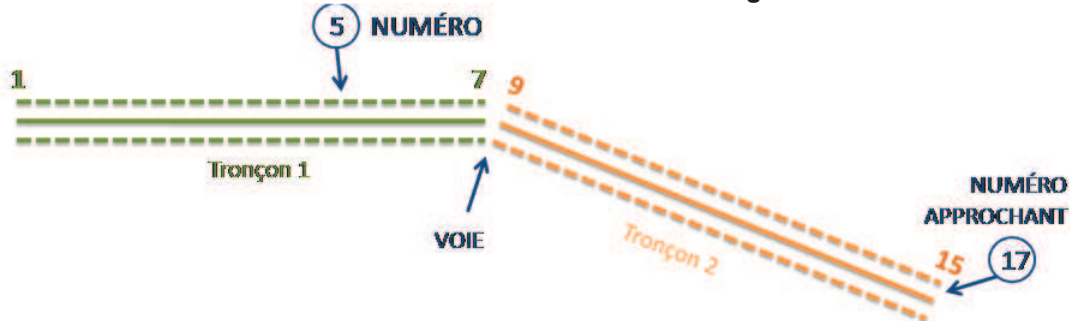 5 NUMÉRO
1
7
9
Tronçon 1
VOIE
Tronçon 2
NUMÉRO
APPROCHANT
15
17